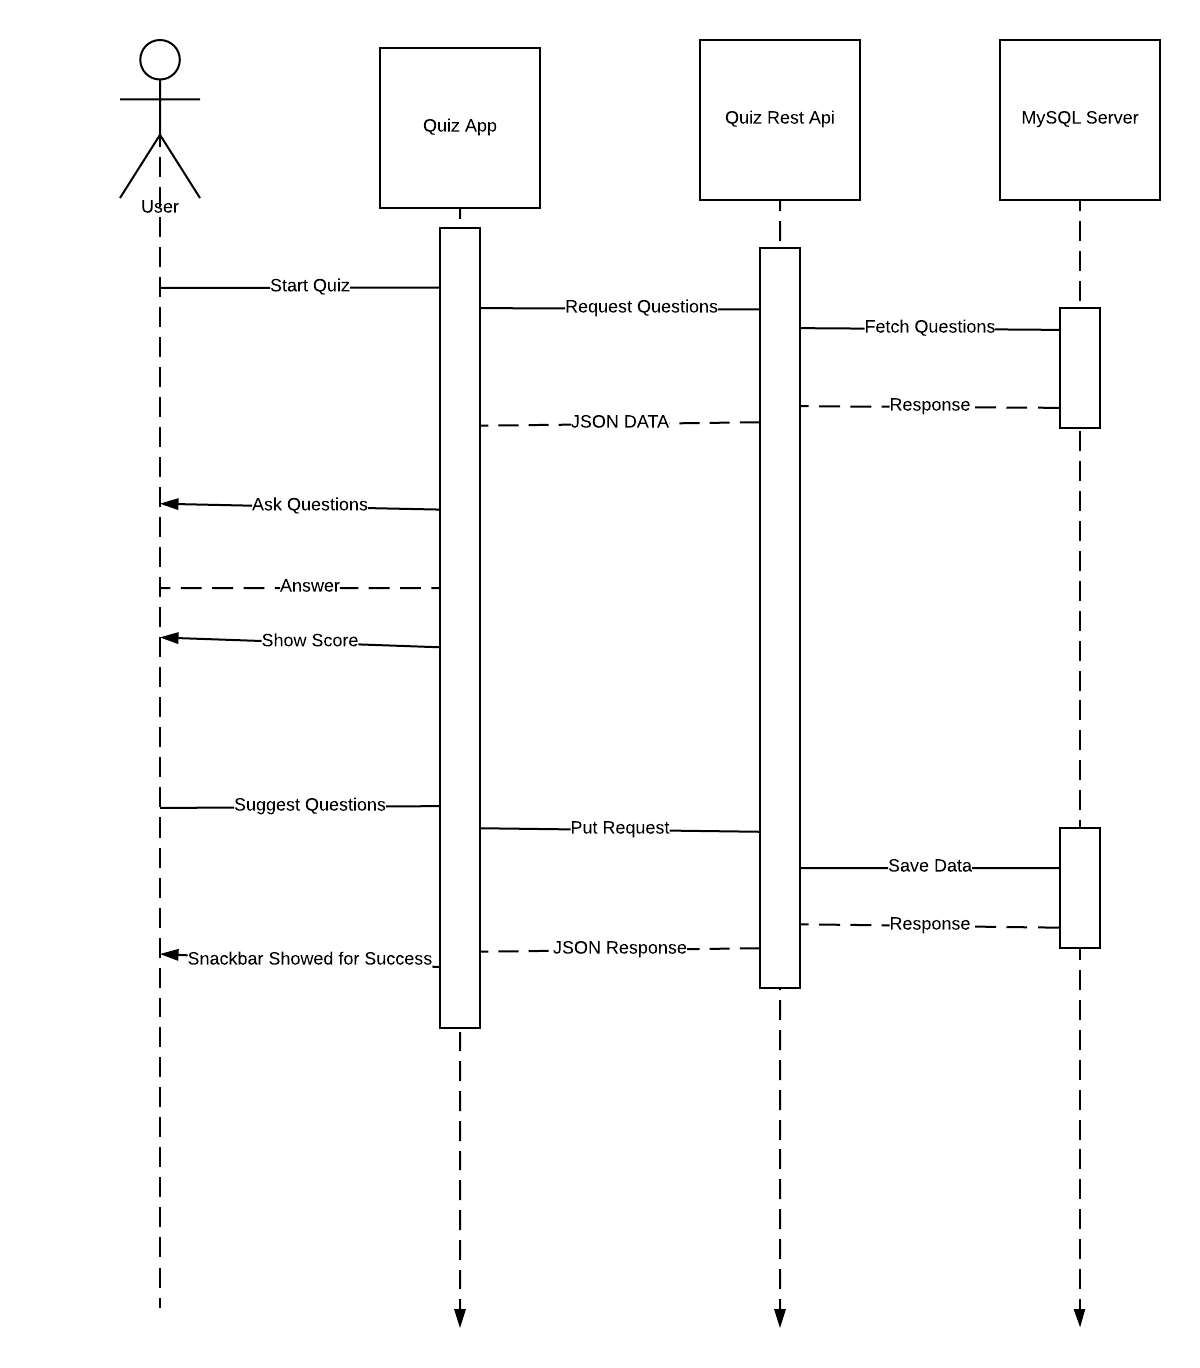 User
Quiz App
Quiz Rest Api
MySQL Server
Start Quiz
Request Questions
Fetch Questions
Response
JSON DATA
Ask Questions
Answer
Show Score
Suggest Questions
Put Request
Save Data
Response
JSON Response
Snackbar Showed for Success